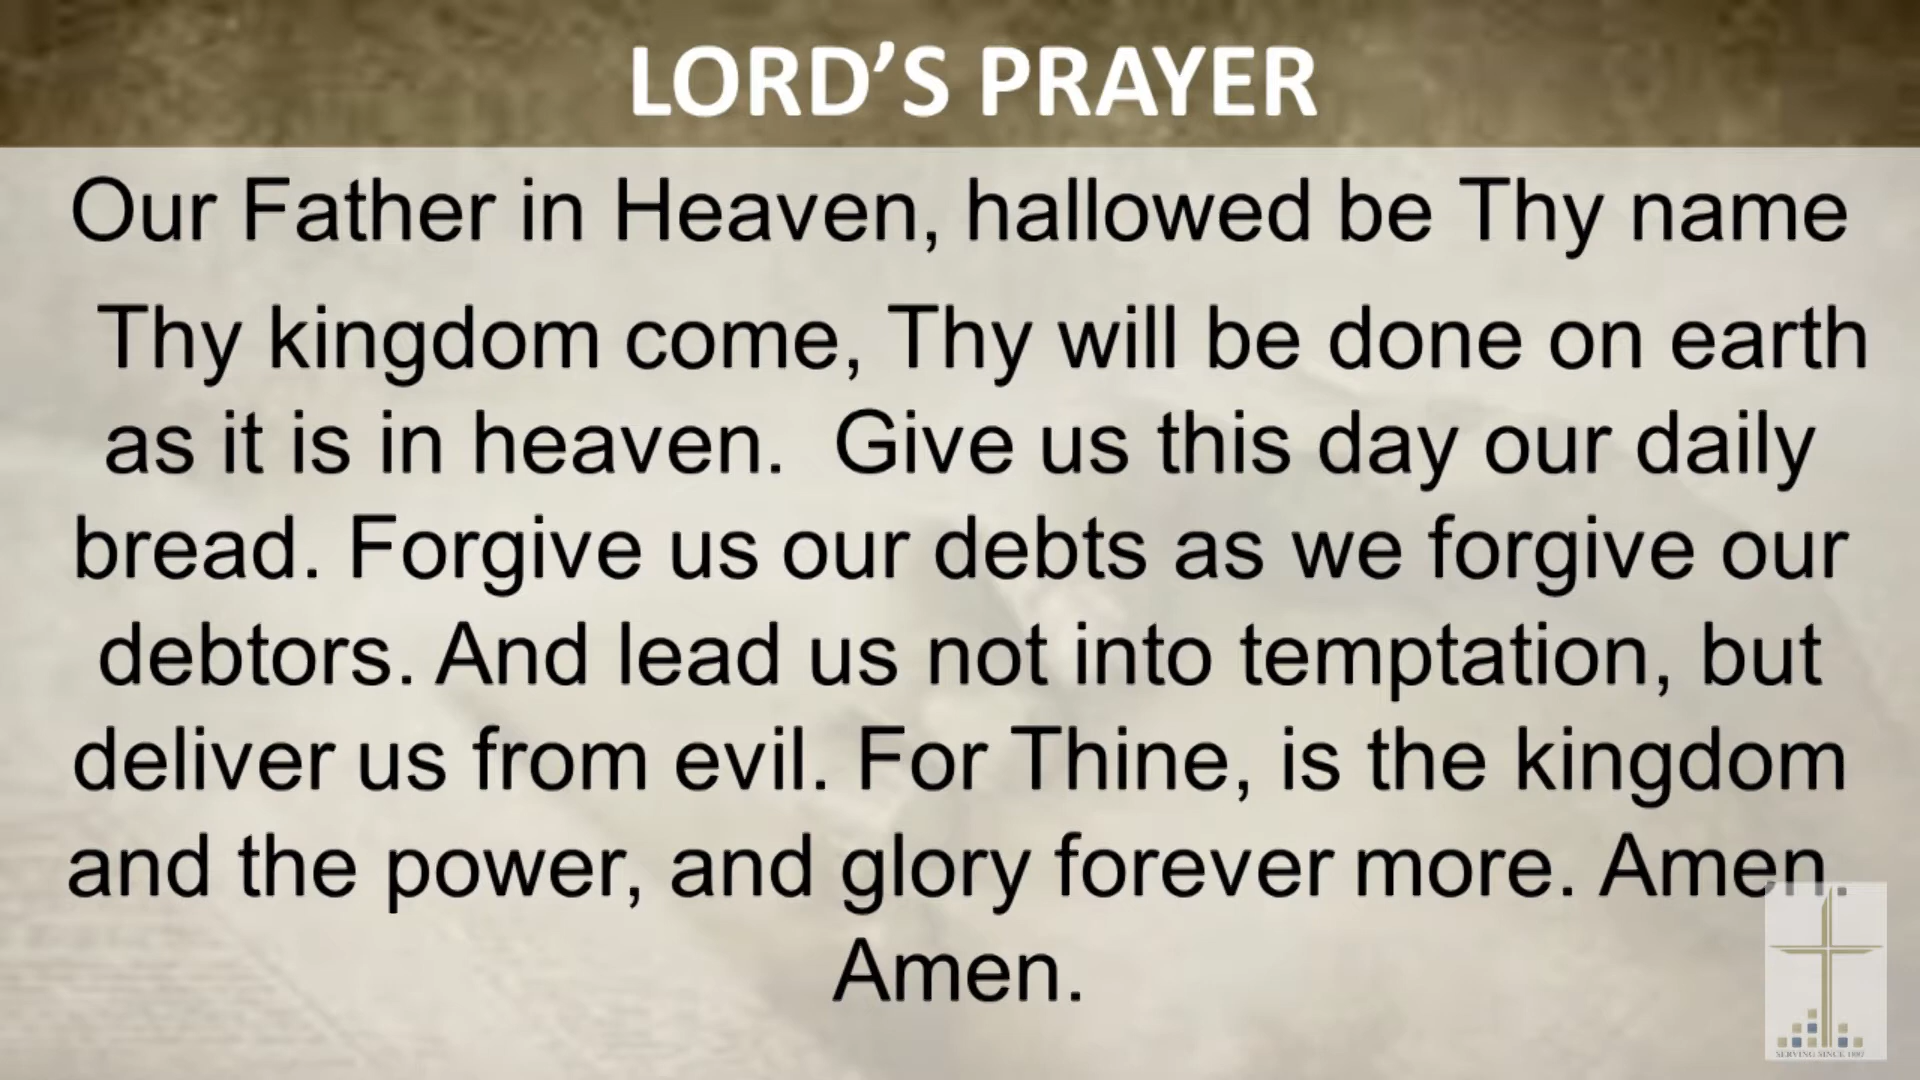 LORD’S PRAYER
Our Father in Heaven, hallowed be Thy name
Thy kingdom come, Thy will be done on earth
as it is in heaven.  Give us this day our daily
bread. Forgive us our debts as we forgive our
debtors. And lead us not into temptation, but
deliver us from evil. For Thine, is the kingdom
and the power, and glory forever more. Amen.
Amen.
SERVING SINCE